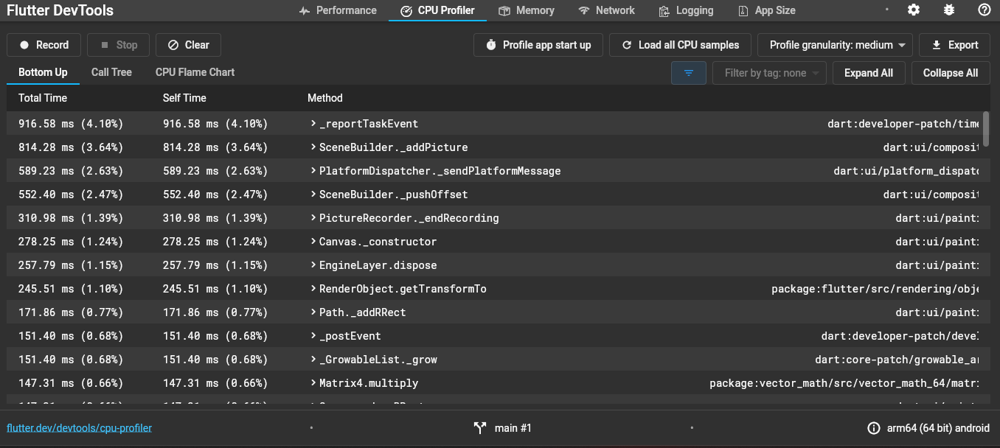 Flutter DevTools Performance CPU Profiler Memory Network Logging App Size
Record Stop Clear Profile app start up Load all CPU samples Profile granularity: medium Export
Bottom Up Call Tree CPU Flame Chart Filter by tag: none Expand All Collapse All
Total Time Self Time Method
916.58 ms (4.10%) 916.58 ms (4.10%) _reportTaskEvent dart:developer-patch/time
814.28 ms (3.64%) 814.28 ms (3.64%) SceneBuilder._addPicture dart:ui/composit
589.23 ms (2.63%) 589.23 ms (2.63%) PlatformDispatcher._sendPlatformMessage dart:ui/platform_dispatc
552.40 ms (2.47%) 552.40 ms (2.47%) SceneBuilder._pushOffset dart:ui/composit
310.98 ms (1.39%) 310.98 ms (1.39%) PictureRecorder._endRecording dart:ui/painti
278.25 ms (1.24%) 278.25 ms (1.24%) Canvas._constructor dart:ui/painti
257.79 ms (1.15%) 257.79 ms (1.15%) EngineLayer.dispose dart:ui/painti
245.51 ms (1.10%) 245.51 ms (1.10%) RenderObject.getTransformTo package:flutter/src/rendering/obje
171.86 ms (0.77%) 171.86 ms (0.77%) Path._addRRect dart:ui/painti
151.40 ms (0.68%) 151.40 ms (0.68%) _postEvent dart:developer-patch/devel
151.40 ms (0.68%) 151.40 ms (0.68%) _GrowableList._grow dart:core-patch/growable_ar
147.31 ms (0.66%) 147.31 ms (0.66%) Matrix4.multiply package:vector_math/src/vector_math_64/matri
flutter.dev/devtools/cpu-profiler main #1 arm64 (64 bit) android